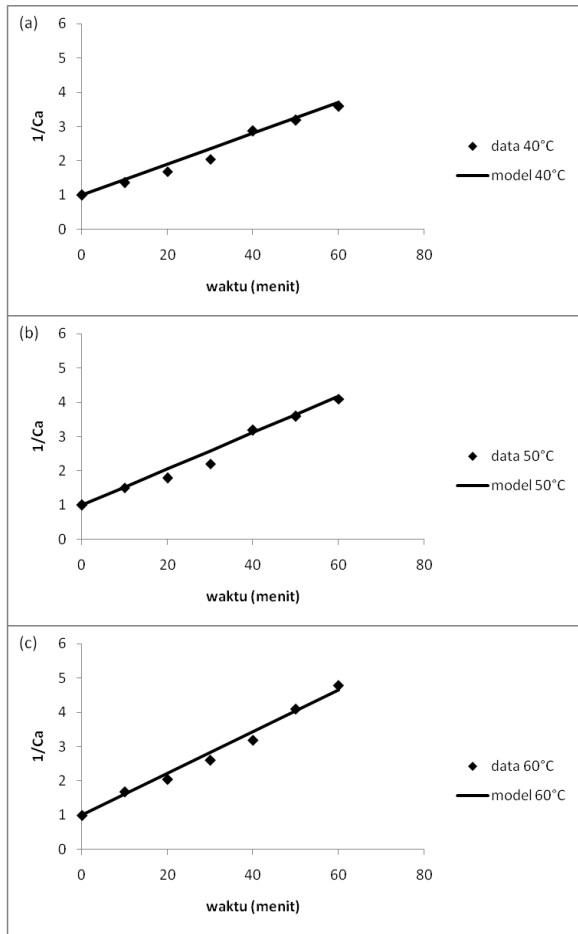 (a)
6
5
4
3
2
1
0
1/Ca
0 20 40 60 80
waktu (menit)
data 40°C
model 40°C
(b)
6
5
4
3
2
1
0
1/Ca
0 20 40 60 80
waktu (menit)
data 50°C
model 50°C
(c)
6
5
4
3
2
1
0
1/Ca
0 20 40 60 80
waktu (menit)
data 60°C
model 60°C